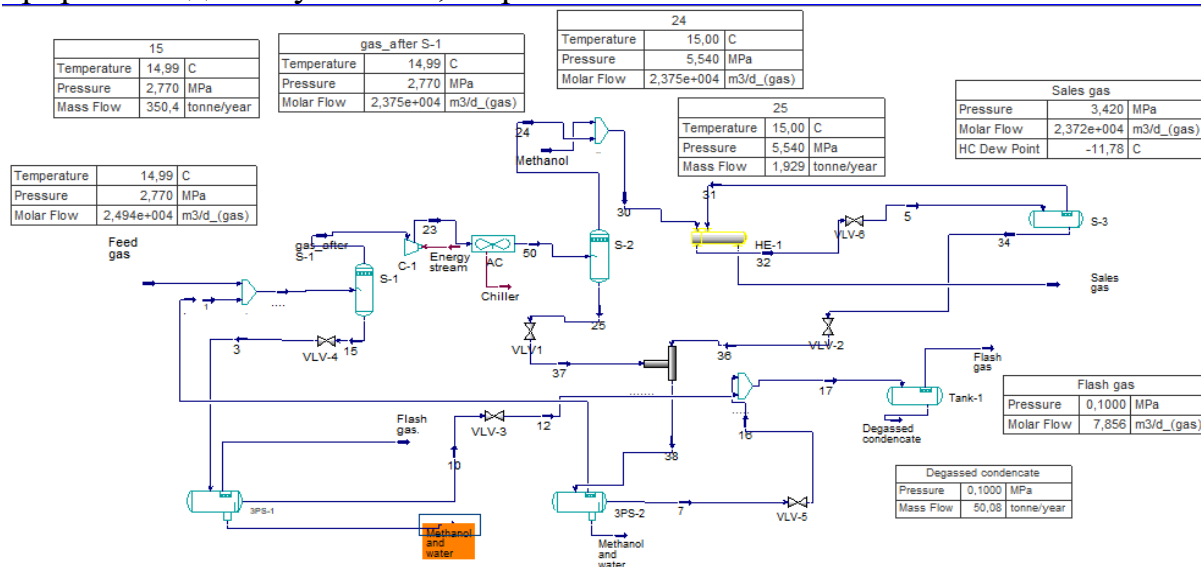 15
Temperature 14,99 C
Pressure 2,770 MPa
Mass Flow 350,4 tonne/year
gas_after S-1
Temperature 14,99 C
Pressure 2,770 MPa
Molar Flow 2,375e+004 m3/d_(gas)
24
Temperature 15,00 C
Pressure 5,540 MPa
Molar Flow 2,375e+004 m3/d_(gas)
25
Temperature 15,00 C
Pressure 5,540 MPa
Mass Flow 1,929 tonne/year
Sales gas
Pressure 3,420 MPa
Molar Flow 2,372e+004 m3/d_(gas)
HC Dew Point -11,78 C
Temperature 14,99 C
Pressure 2,770 MPa
Molar Flow 2,494e+004 m3/d_(gas)
Feed
gas
24
Methanol
30
31
5
VLV-6
S-3
34
HE-1
32
Sales
gas
gas_after
S-1
S-1
23
C-1
Energy
stream
AC
Chiller
50
S-2
25
1
3
VLV-4
15
VLV1
37
36
VLV-2
17
Flash
gas
Tank-1
Degassed
condencate
Flash gas
Pressure 0,1000 MPa
Molar Flow 7,856 m3/d_(gas)
Flash
gas.
VLV-3
12
16
10
38
3PS-1
Methanol
and
water
3PS-2
7
VLV-5
Methanol
and
water
Degassed condencate
Pressure 0,1000 MPa
Mass Flow 50,08 tonne/year